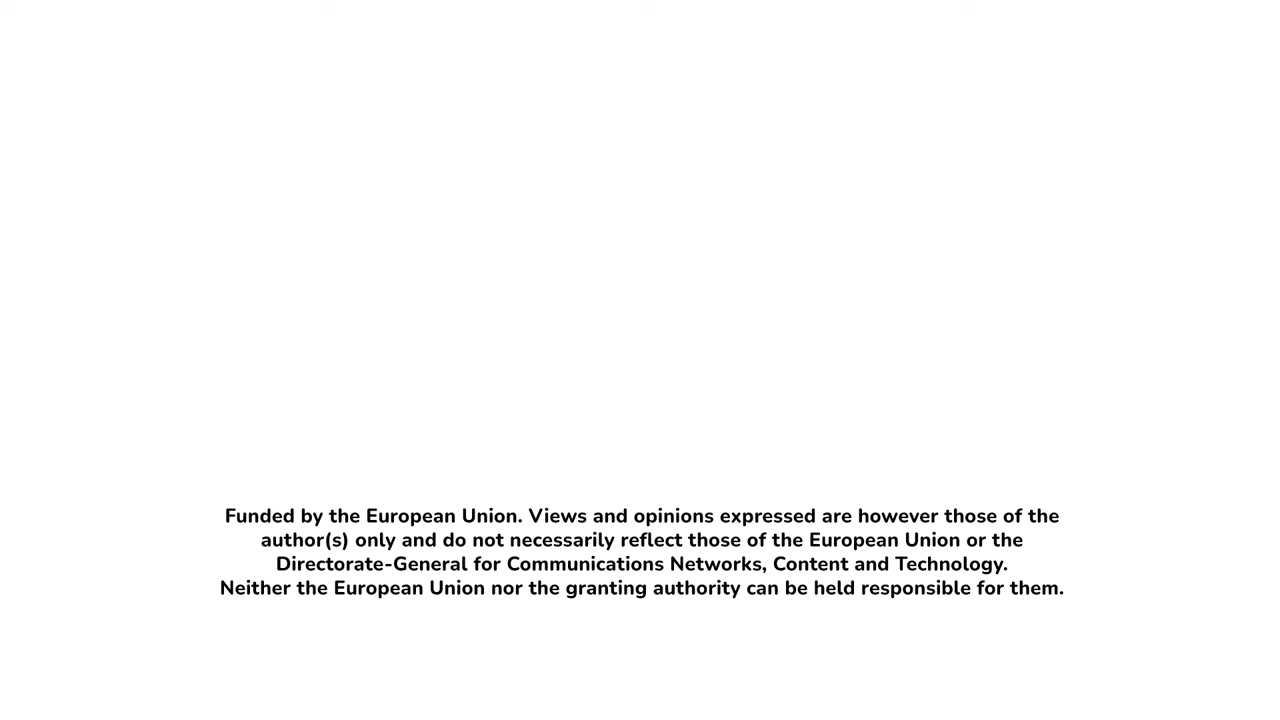 Funded by the European Union. Views and opinions expressed are however those of the
author(s) only and do not necessarily reflect those of the European Union or the
Directorate-General for Communications Networks, Content and Technology.
Neither the European Union nor the granting authority can be held responsible for them.